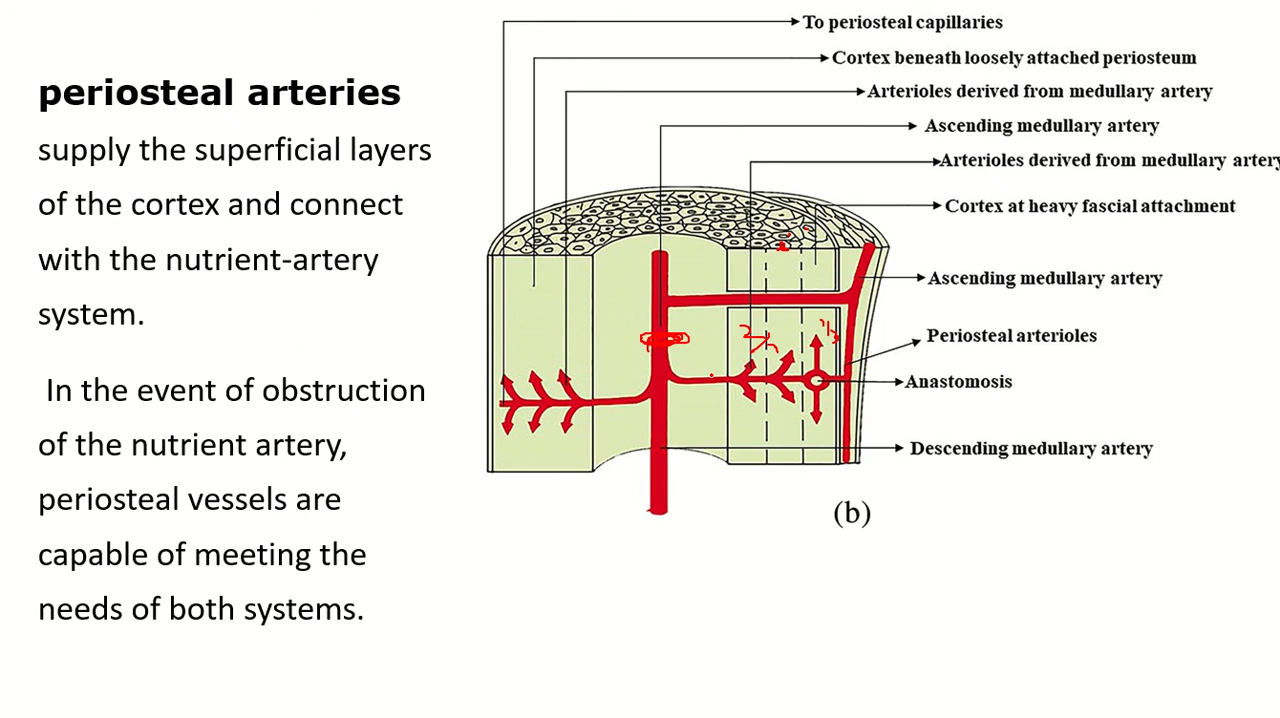 periosteal arteries
supply the superficial layers
of the cortex and connect
with the nutrient-artery
system.
In the event of obstruction
of the nutrient artery,
periosteal vessels are
capable of meeting the
needs of both systems.
To periosteal capillaries
Cortex beneath loosely attached periosteum
Arterioles derived from medullary artery
Ascending medullary artery
Arterioles derived from medullary artery
Cortex at heavy fascial attachment
Ascending medullary artery
Periosteal arterioles
Anastomosis
Descending medullary artery
(b)